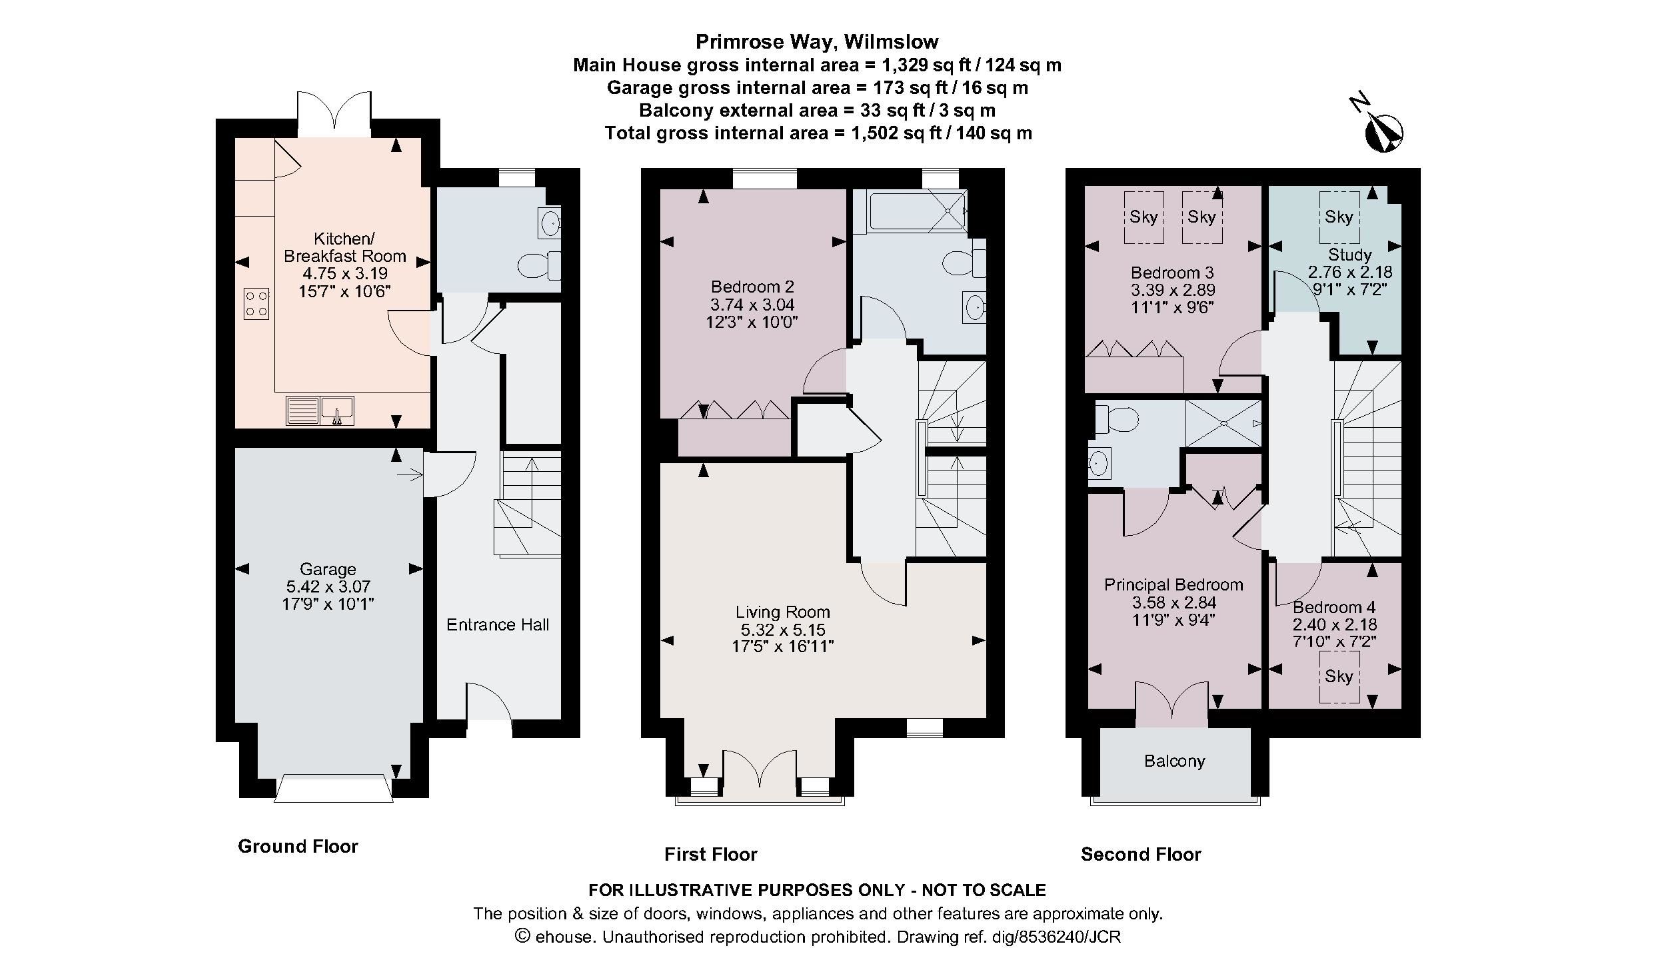 Primrose Way, Wilmslow
Main House gross internal area = 1,329 sq ft / 124 sq m
Garage gross internal area = 173 sq ft / 16 sq m
Balcony external area = 33 sq ft / 3 sq m
Total gross internal area = 1,502 sq ft / 140 sq m
N
Kitchen/
Breakfast Room
4.75 x 3.19
15'7" x 10'6"
Garage
5.42 x 3.07
17'9" x 10'1"
Entrance Hall
Ground Floor
Bedroom 2
3.74 x 3.04
12'3" x 10'0"
Living Room
5.32 x 5.15
17'5" x 16'11"
First Floor
Sky
Sky
Sky
Bedroom 3
3.39 x 2.89
11'1" x 9'6"
Study
2.76 x 2.18
9'1" x 7'2"
Principal Bedroom
3.58 x 2.84
11'9" x 9'4"
Bedroom 4
2.40 x 2.18
7'10" x 7'2"
Sky
Balcony
Second Floor
FOR ILLUSTRATIVE PURPOSES ONLY - NOT TO SCALE
The position & size of doors, windows, appliances and other features are approximate only.
© ehouse. Unauthorised reproduction prohibited. Drawing ref. dig/8536240/JCR